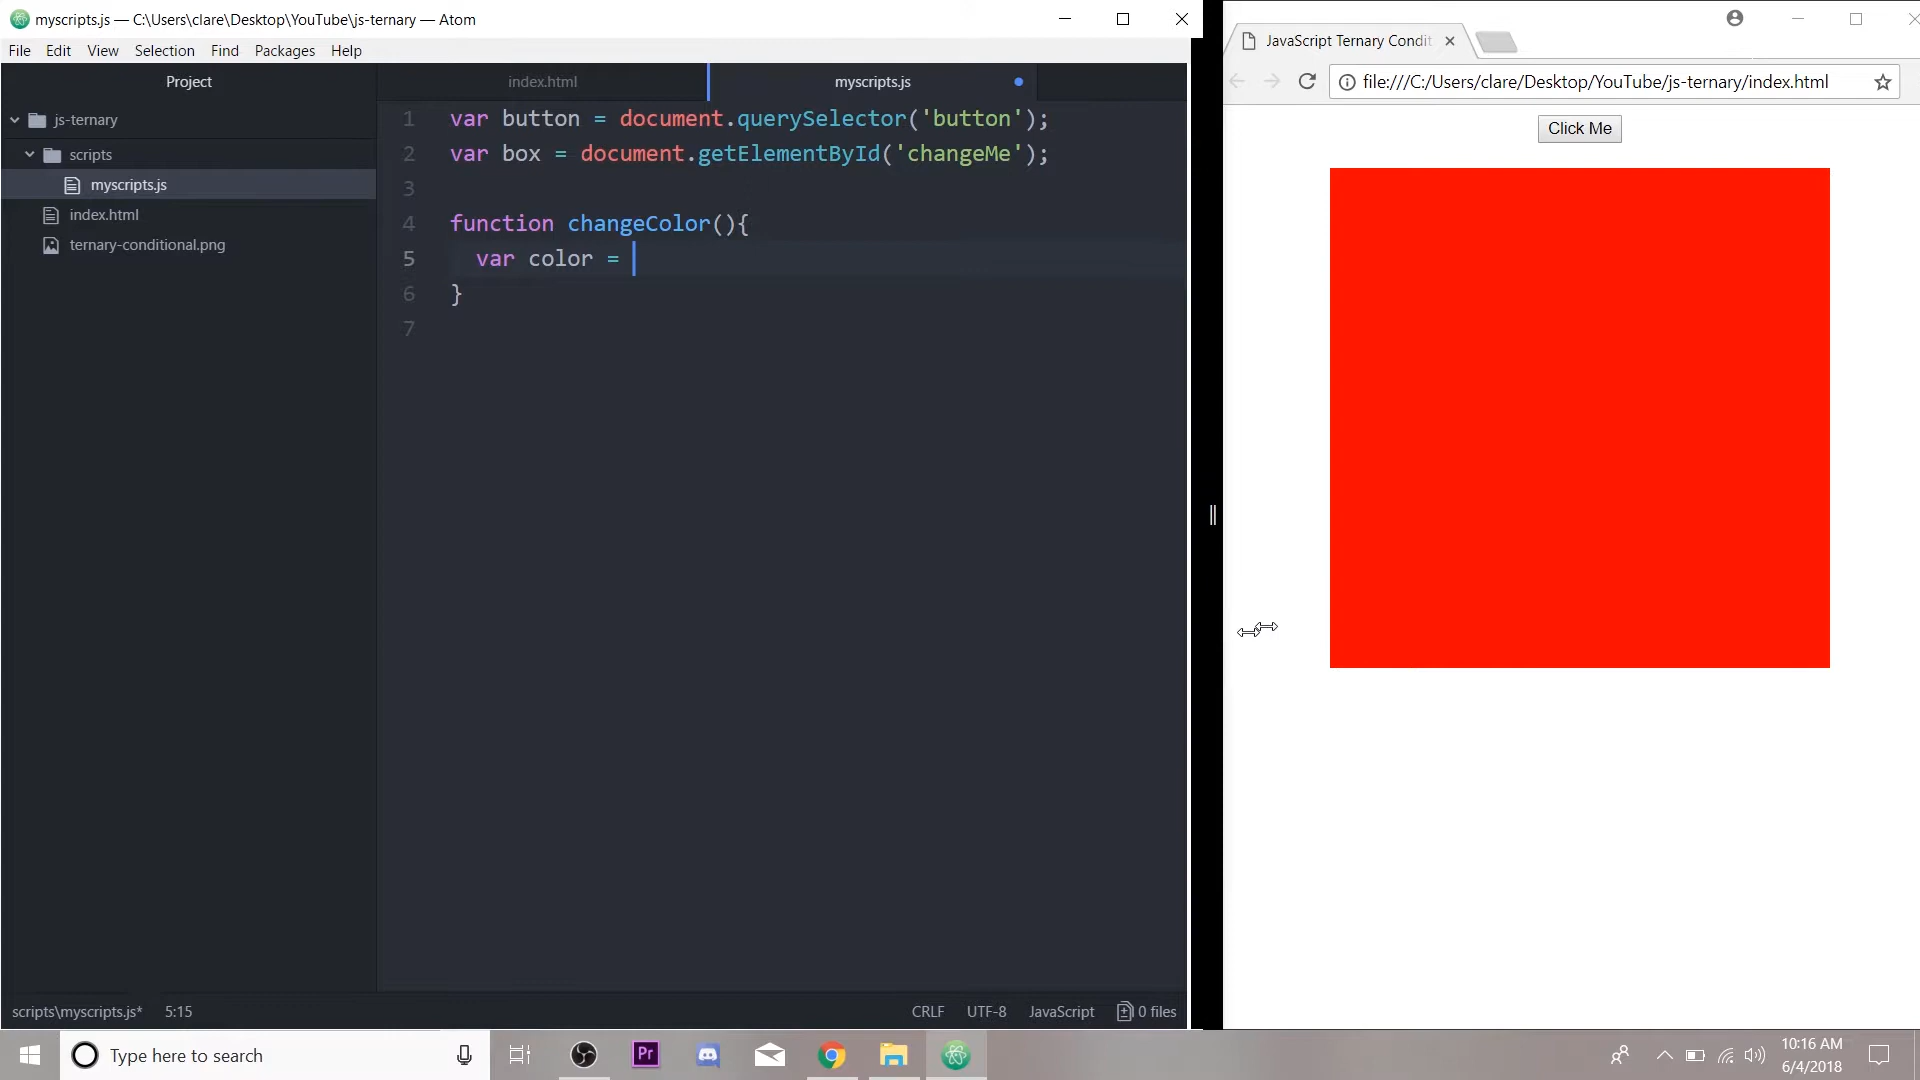 myscripts.js — C:\Users\clare\Desktop\YouTube\js-ternary — Atom
File Edit View Selection Find Packages Help
Project
js-ternary
scripts
myscripts.js
index.html
ternary-conditional.png
index.html
myscripts.js
1 var button = document.querySelector('button');
2 var box = document.getElementById('changeMe');
3
4 function changeColor(){
5 var color =
6 }
7
scripts\myscripts.js* 5:15
CRLF UTF-8 JavaScript 0 files
JavaScript Ternary Condit
file:///C:/Users/clare/Desktop/YouTube/js-ternary/index.html
Click Me
Type here to search
Pr
10:16 AM
6/4/2018